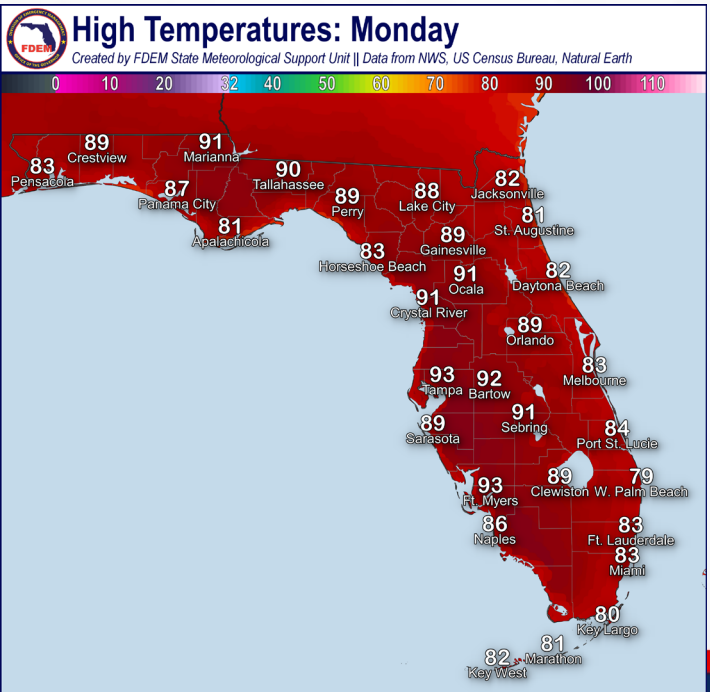 High Temperatures: Monday
Created by FDEM State Meteorological Support Unit || Data from NWS, US Census Bureau, Natural Earth
FDEM
0 10 20 32 40 50 60 70 80 90 100 110
89
Crestview
91
Marianna
83
Pensacola
90
Tallahassee
87
Panama City
89
Perry
88
Lake City
82
Jacksonville
81
Apalachicola
81
St. Augustine
83
Horseshoe Beach
89
Gainesville
91
Ocala
82
Daytona Beach
91
Crystal River
89
Orlando
83
Melbourne
93
Tampa
92
Bartow
89
Sarasota
91
Sebring
84
Port St. Lucie
93
Ft. Myers
89
Clewiston
79
W. Palm Beach
86
Naples
83
Ft. Lauderdale
83
Miami
80
Key Largo
81
Marathon
82
Key West